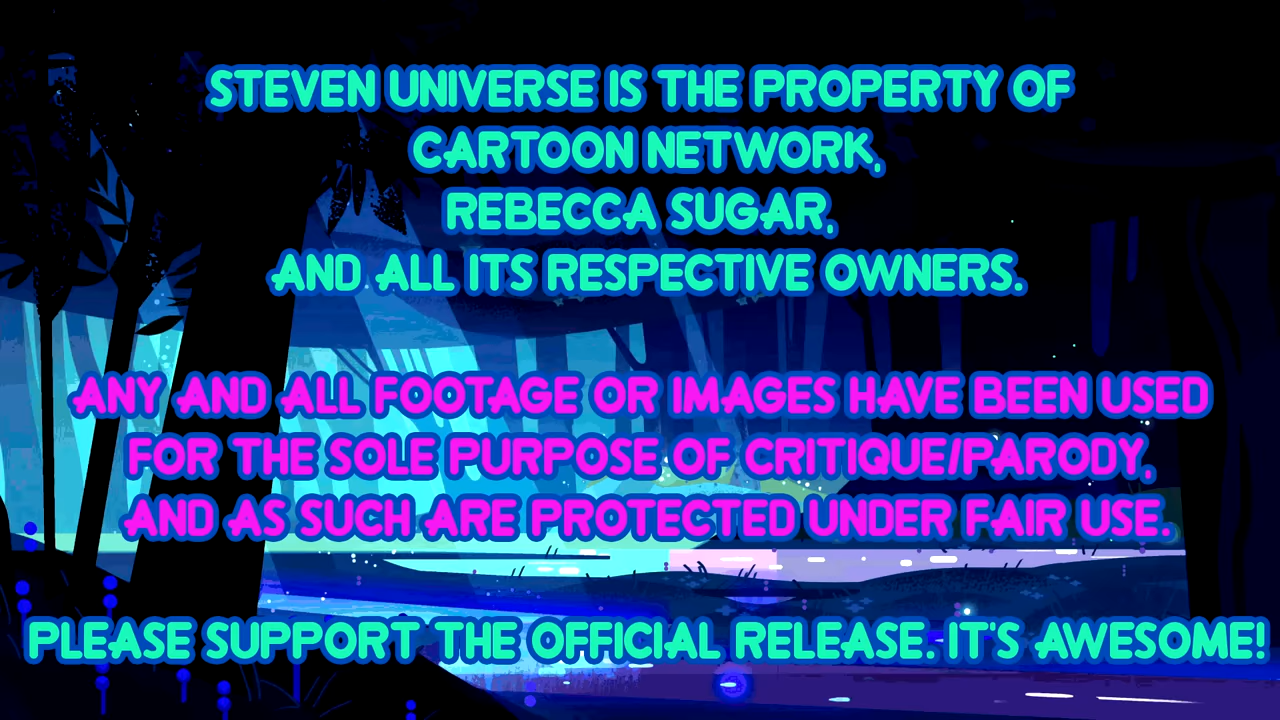 STEVEN UNIVERSE IS THE PROPERTY OF
CARTOON NETWORK,
REBECCA SUGAR,
AND ALL ITS RESPECTIVE OWNERS.
ANY AND ALL FOOTAGE OR IMAGES HAVE BEEN USED
FOR THE SOLE PURPOSE OF CRITIQUE/PARODY,
AND AS SUCH ARE PROTECTED UNDER FAIR USE.
PLEASE SUPPORT THE OFFICIAL RELEASE. IT'S AWESOME!